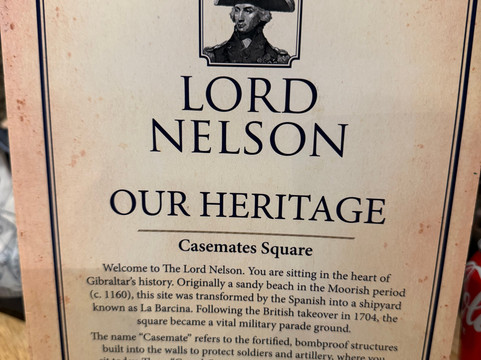 LORD
NELSON
OUR HERITAGE
Casemates Square
Welcome to The Lord Nelson. You are sitting in the heart of
Gibraltar's history. Originally a sandy beach in the Moorish period
(c. 1160), this site was transformed by the Spanish into a shipyard
known as La Barcina. Following the British takeover in 1704, the
square became a vital military parade ground.
The name "Casemate" refers to the fortified, bombproof structures
built into the walls to protect soldiers and artillery, where you